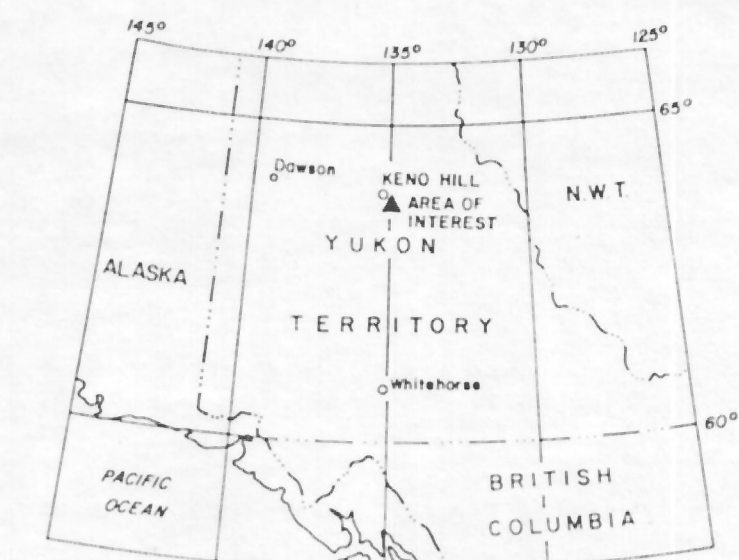 145°
140°
135°
130°
125°
65°
Dawson
KENO HILL
AREA OF
INTEREST
N.W.T.
YUKON
ALASKA
TERRITORY
Whitehorse
60°
PACIFIC
OCEAN
BRITISH
COLUMBIA